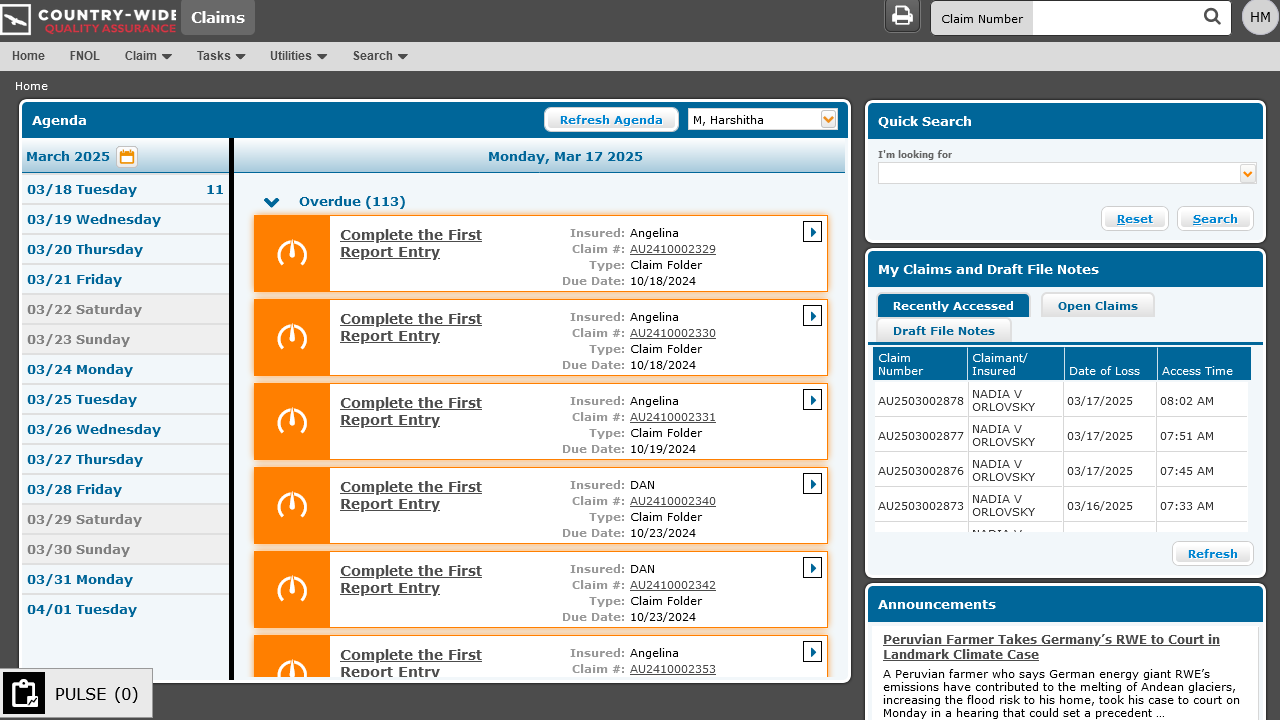 COUNTRY-WIDE
QUALITY ASSURANCE
Claims
Claim Number
HM
Home FNOL Claim Tasks Utilities Search
Home
Agenda
Refresh Agenda
M, Harshitha
March 2025
Monday, Mar 17 2025
03/18 Tuesday 11
03/19 Wednesday
03/20 Thursday
03/21 Friday
03/22 Saturday
03/23 Sunday
03/24 Monday
03/25 Tuesday
03/26 Wednesday
03/27 Thursday
03/28 Friday
03/29 Saturday
03/30 Sunday
03/31 Monday
04/01 Tuesday
Overdue (113)
Complete the First
Report Entry
Insured: Angelina
Claim #: AU2410002329
Type: Claim Folder
Due Date: 10/18/2024
Complete the First
Report Entry
Insured: Angelina
Claim #: AU2410002330
Type: Claim Folder
Due Date: 10/18/2024
Complete the First
Report Entry
Insured: Angelina
Claim #: AU2410002331
Type: Claim Folder
Due Date: 10/19/2024
Complete the First
Report Entry
Insured: DAN
Claim #: AU2410002340
Type: Claim Folder
Due Date: 10/23/2024
Complete the First
Report Entry
Insured: DAN
Claim #: AU2410002342
Type: Claim Folder
Due Date: 10/23/2024
Complete the First
Report Entry
Insured: Angelina
Claim #: AU2410002353
PULSE (0)
Quick Search
I'm looking for
Reset
Search
My Claims and Draft File Notes
Recently Accessed
Open Claims
Draft File Notes
Claim
Number
Claimant/
Insured
Date of Loss
Access Time
AU2503002878
NADIA V
ORLOVSKY
03/17/2025
08:02 AM
AU2503002877
NADIA V
ORLOVSKY
03/17/2025
07:51 AM
AU2503002876
NADIA V
ORLOVSKY
03/17/2025
07:45 AM
AU2503002873
NADIA V
ORLOVSKY
03/16/2025
07:33 AM
NADIA V
Refresh
Announcements
Peruvian Farmer Takes Germany’s RWE to Court in
Landmark Climate Case
A Peruvian farmer who says German energy giant RWE’s
emissions have contributed to the melting of Andean glaciers,
increasing the flood risk to his home, took his case to court on
Monday in a hearing that could set a precedent ...